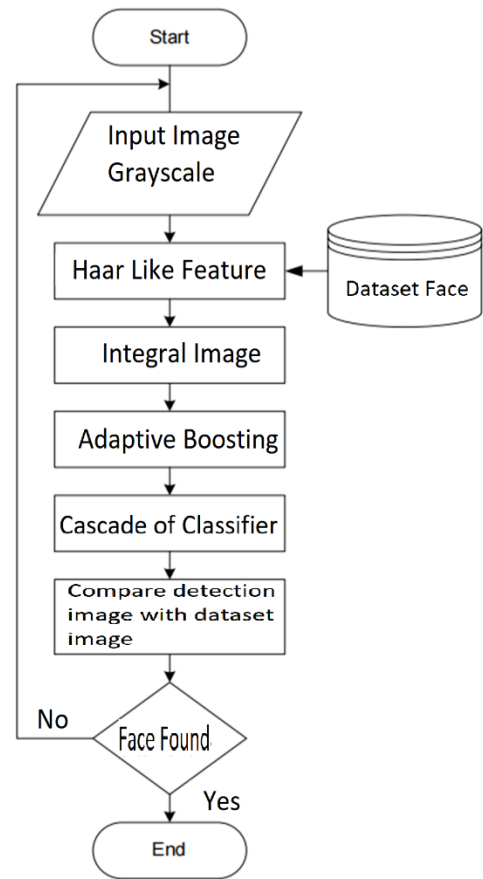 Start
Input Image
Grayscale
Haar Like Feature
Dataset Face
Integral Image
Adaptive Boosting
Cascade of Classifier
Compare detection
image with dataset
image
No
Face Found
Yes
End